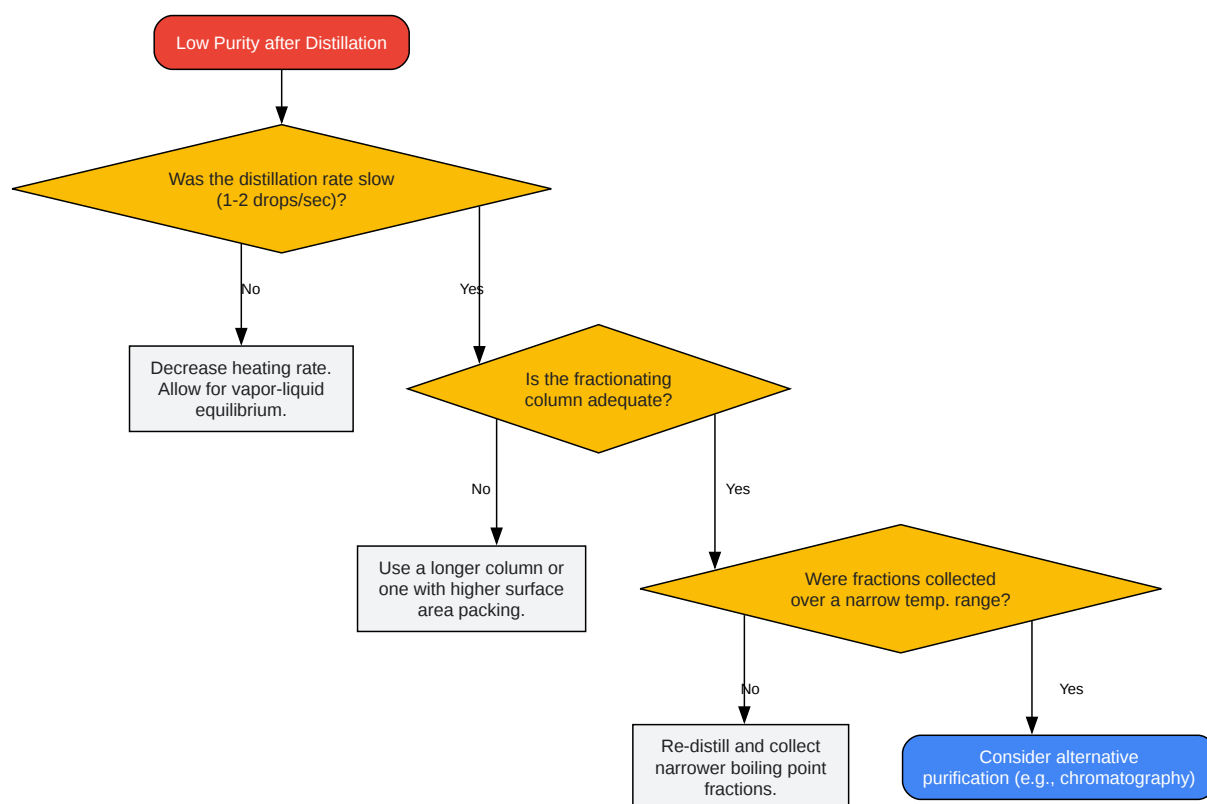 Low Purity after Distillation
Was the distillation rate slow
(1-2 drops/sec)?
No
Yes
Decrease heating rate.
Allow for vapor-liquid
equilibrium.
Is the fractionating
column adequate?
No
Yes
Use a longer column or
one with higher surface
area packing.
Were fractions collected
over a narrow temp. range?
No
Yes
Re-distill and collect
narrower boiling point
fractions.
Consider alternative
purification (e.g., chromatography)